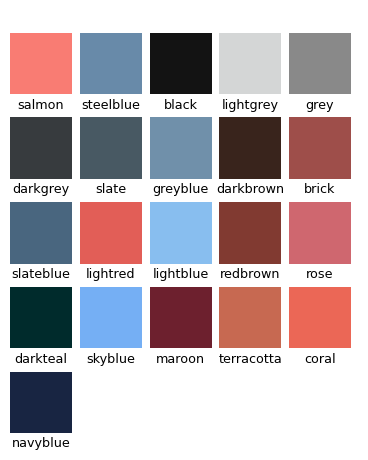 salmon steelblue black lightgrey grey
darkgrey slate greyblue darkbrown brick
slateblue lightred lightblue redbrown rose
darkteal skyblue maroon terracotta coral
navyblue